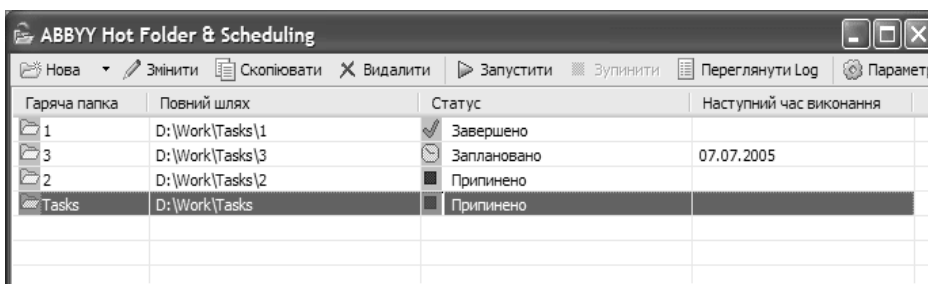 ABBYY Hot Folder & Scheduling
Нова Змінити Скопіювати Видалити Запустити Зупинити Переглянути Log Параметр
Гаряча папка Повний шлях Статус Наступний час виконання
1 D:\Work\Tasks\1 Завершено
3 D:\Work\Tasks\3 Заплановано 07.07.2005
2 D:\Work\Tasks\2 Припинено
Tasks D:\Work\Tasks Припинено